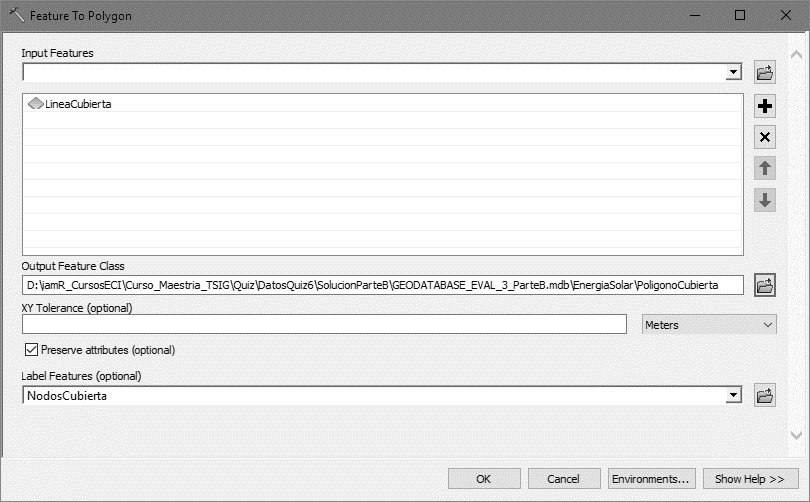 Feature To Polygon
Input Features
LineaCubierta
Output Feature Class
D:\iamR_CursosECI\Curso_Maestria_TSIG\Quiz\DatosQuiz6\SolucionParteB\GEODATABASE_EVAL_3_ParteB.mdb\EnergiaSolar\PoligonoCubierta
XY Tolerance (optional)
Meters
Preserve attributes (optional)
Label Features (optional)
NodosCubierta
OK Cancel Environments... Show Help >>